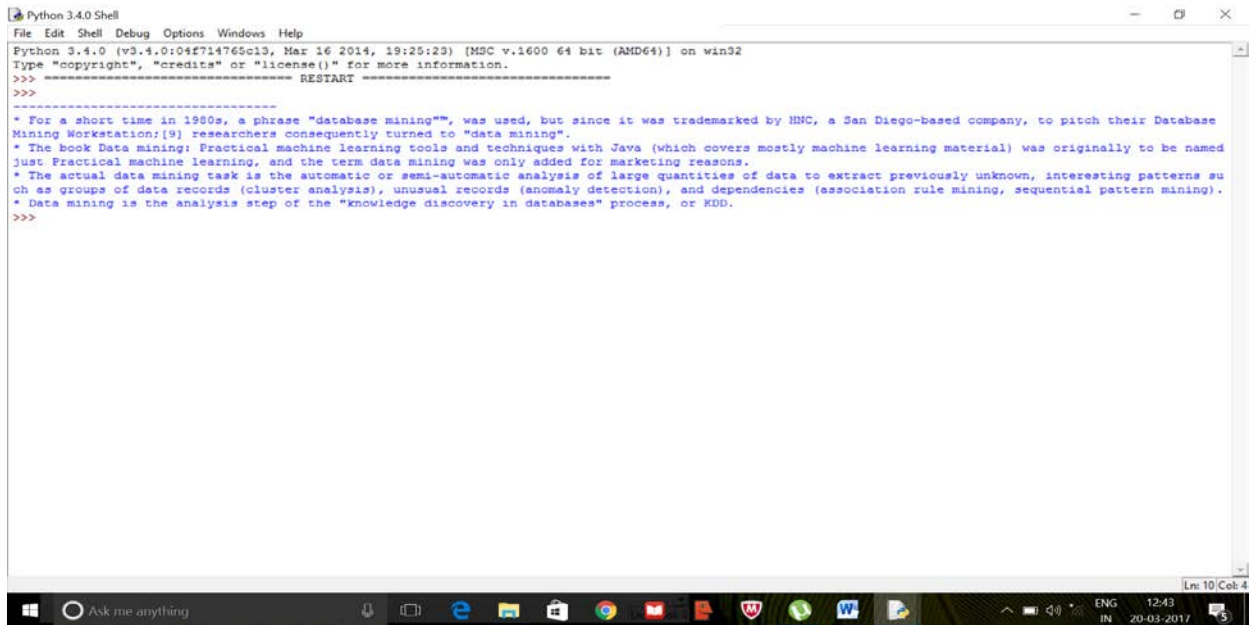 Python 3.4.0 Shell
File Edit Shell Debug Options Windows Help
Python 3.4.0 (v3.4.0:04f714765c13, Mar 16 2014, 19:25:23) [MSC v.1600 64 bit (AMD64)] on win32
Type "copyright", "credits" or "license()" for more information.
>>> ================================ RESTART ================================
>>>
----------------------------------
* For a short time in 1980s, a phrase "database mining"™, was used, but since it was trademarked by HNC, a San Diego-based company, to pitch their Database
Mining Workstation;[9] researchers consequently turned to "data mining".
* The book Data mining: Practical machine learning tools and techniques with Java (which covers mostly machine learning material) was originally to be named
just Practical machine learning, and the term data mining was only added for marketing reasons.
* The actual data mining task is the automatic or semi-automatic analysis of large quantities of data to extract previously unknown, interesting patterns su
ch as groups of data records (cluster analysis), unusual records (anomaly detection), and dependencies (association rule mining, sequential pattern mining).
* Data mining is the analysis step of the "knowledge discovery in databases" process, or KDD.
>>>
Ln: 10 Col: 4
Ask me anything
ENG 12:43
IN 20-03-2017